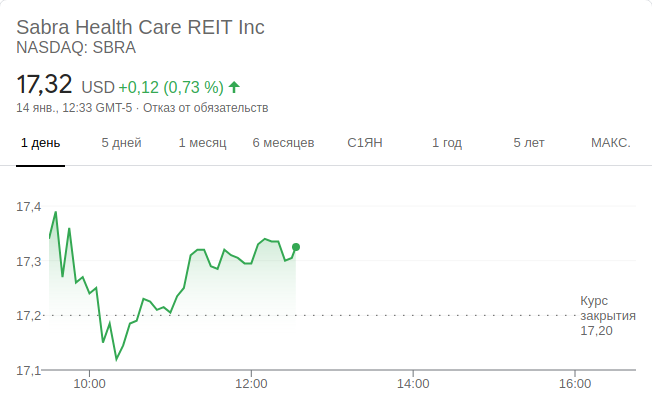 Sabra Health Care REIT Inc
NASDAQ: SBRA
17,32 USD +0,12 (0,73 %)
14 янв., 12:33 GMT-5 · Отказ от обязательств
1 день 5 дней 1 месяц 6 месяцев С1ЯН 1 год 5 лет МАКС.
17,4
17,3
17,2
17,1
Курс
закрытия
17,20
10:00 12:00 14:00 16:00